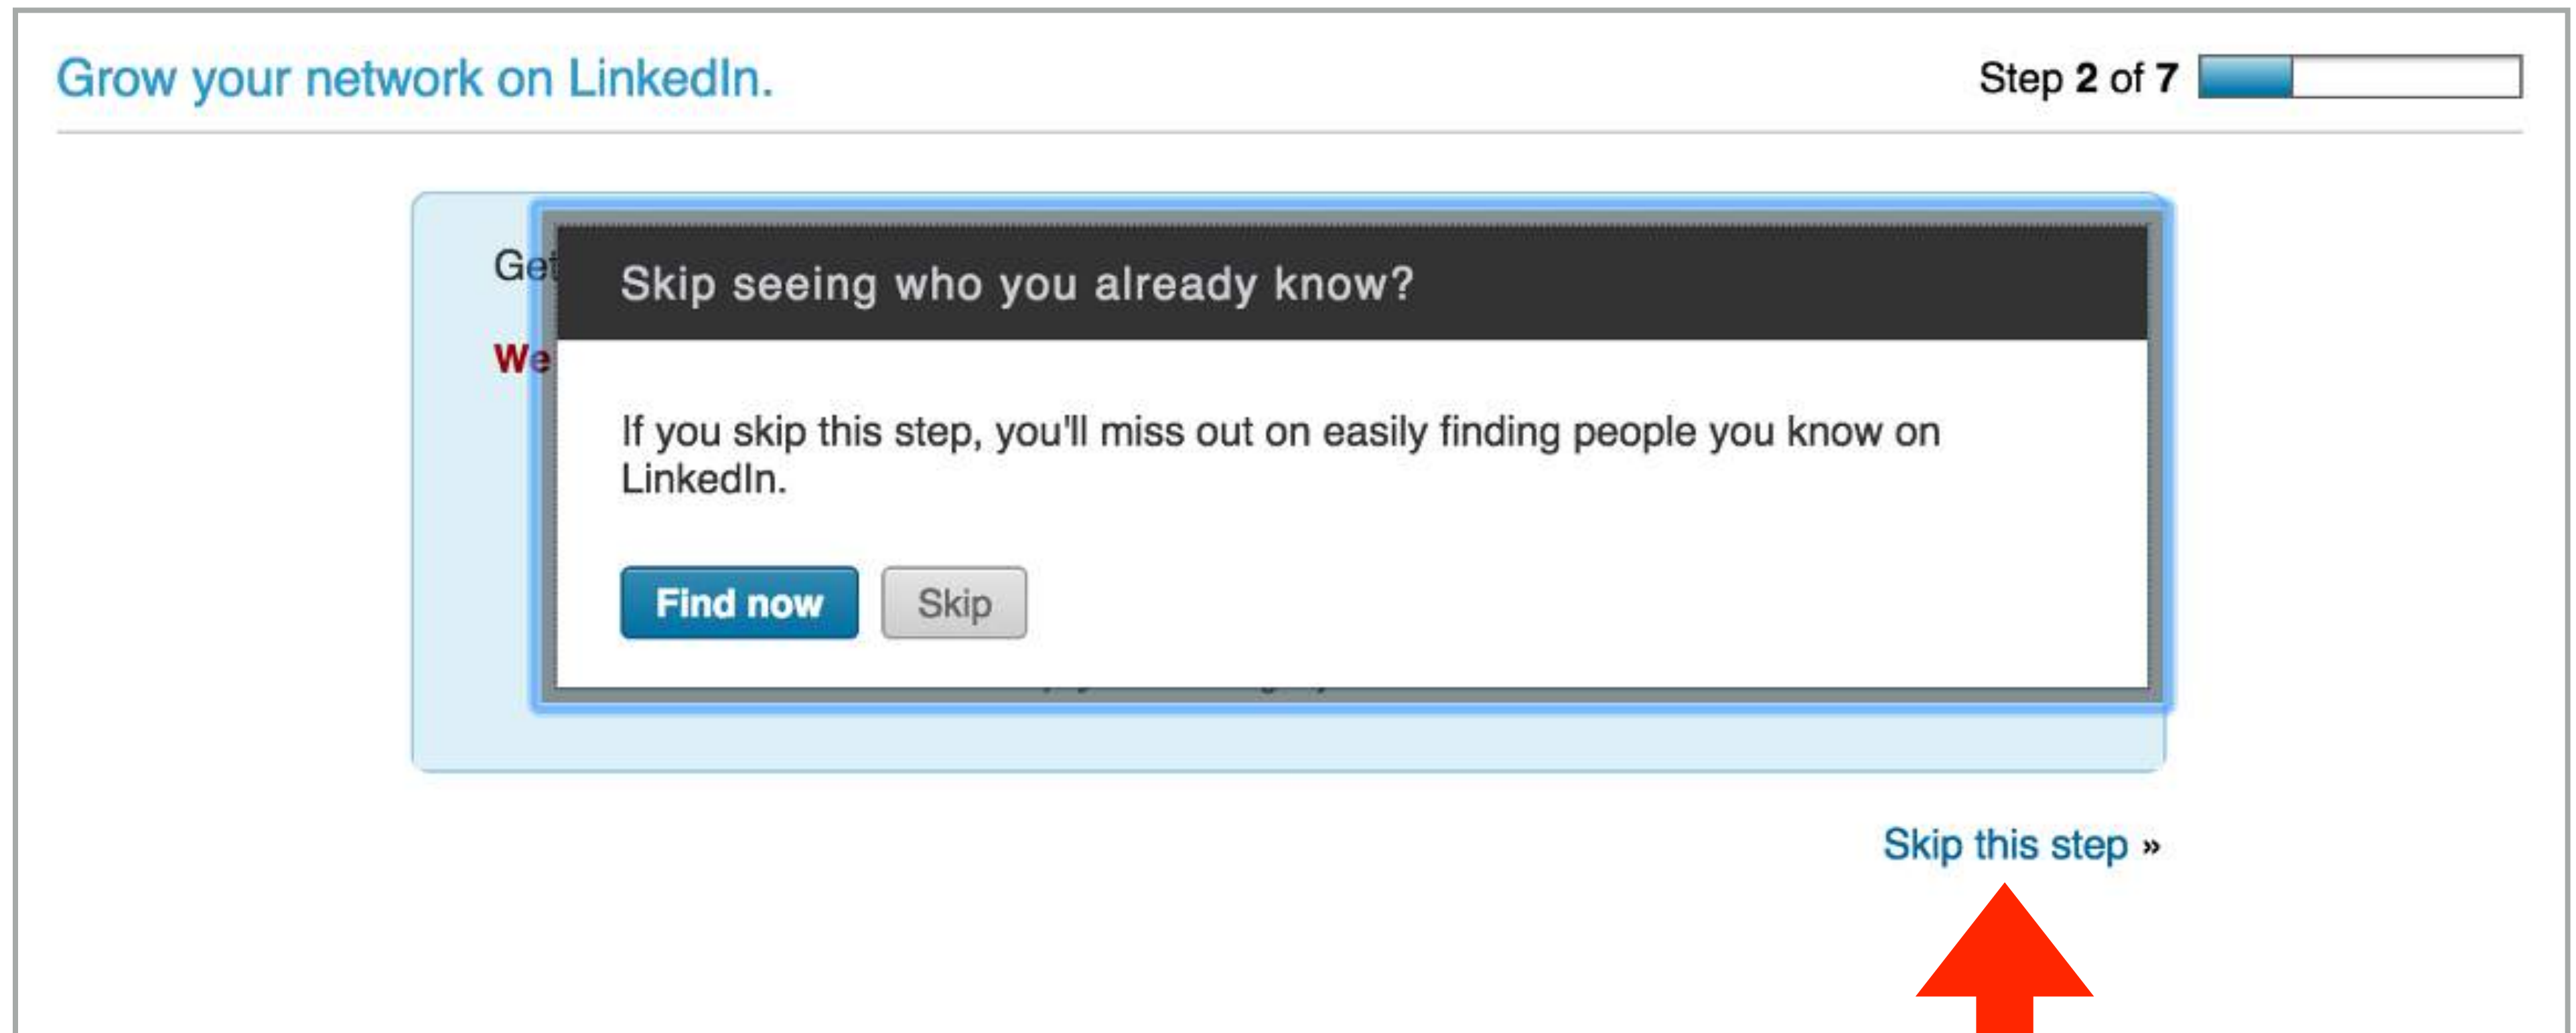 Grow your network on LinkedIn.
Step 2 of 7
Get
Skip seeing who you already know?
We
If you skip this step, you'll miss out on easily finding people you know on
LinkedIn.
Find now
Skip
Skip this step »